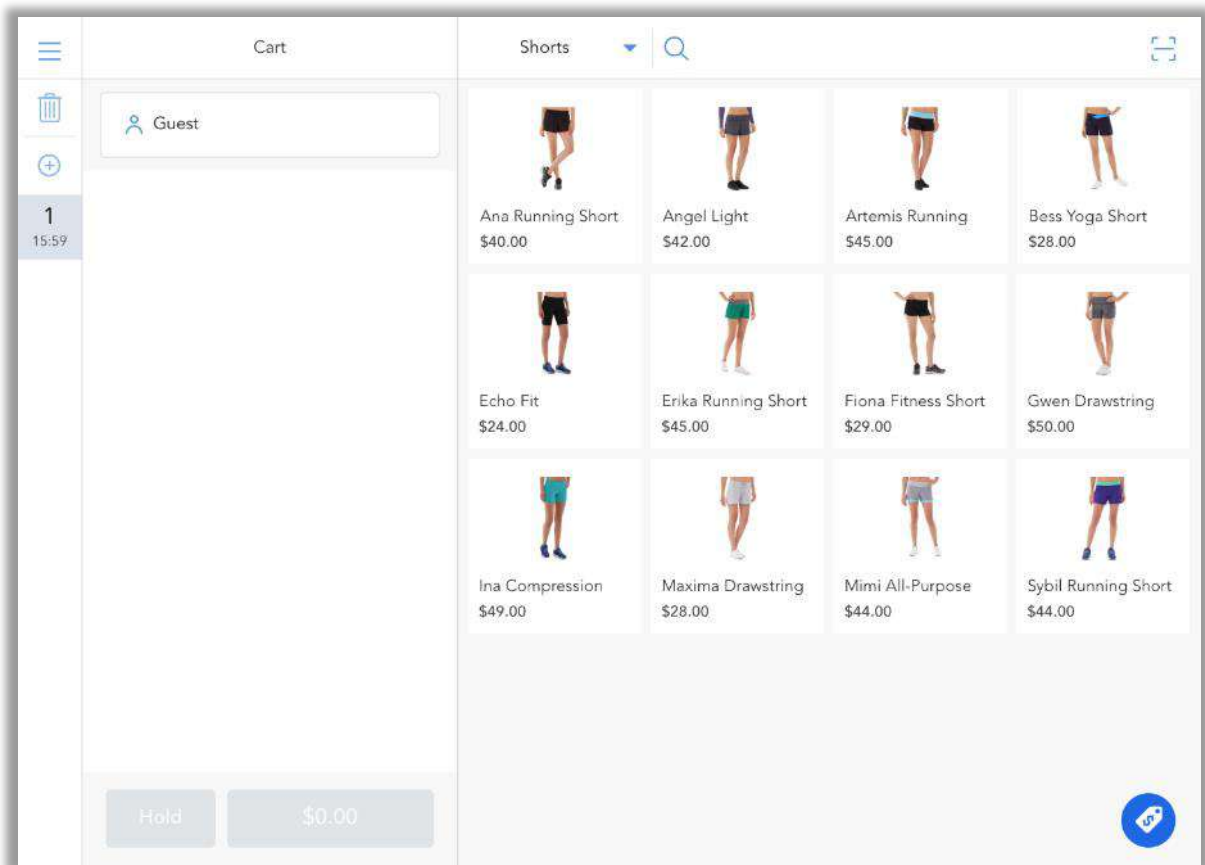 Cart
Shorts
Guest
1
15:59
Ana Running Short
$40.00
Angel Light
$42.00
Artemis Running
$45.00
Bess Yoga Short
$28.00
Echo Fit
$24.00
Erika Running Short
$45.00
Fiona Fitness Short
$29.00
Gwen Drawstring
$50.00
Ina Compression
$49.00
Maxima Drawstring
$28.00
Mimi All-Purpose
$44.00
Sybil Running Short
$44.00
Hold
$0.00